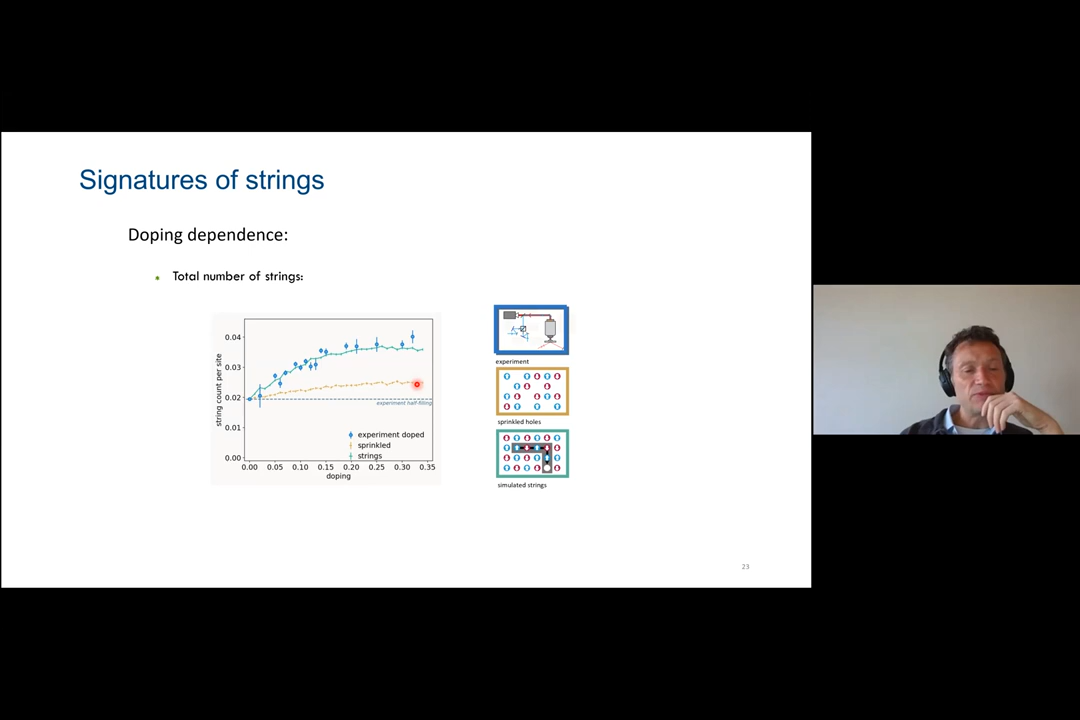 Signatures of strings
Doping dependence:
Total number of strings:
string count per site
0.04
0.03
0.02
0.01
0.00
experiment half-filling
experiment doped
sprinkled
strings
0.00 0.05 0.10 0.15 0.20 0.25 0.30 0.35
doping
experiment
sprinkled holes
simulated strings
23